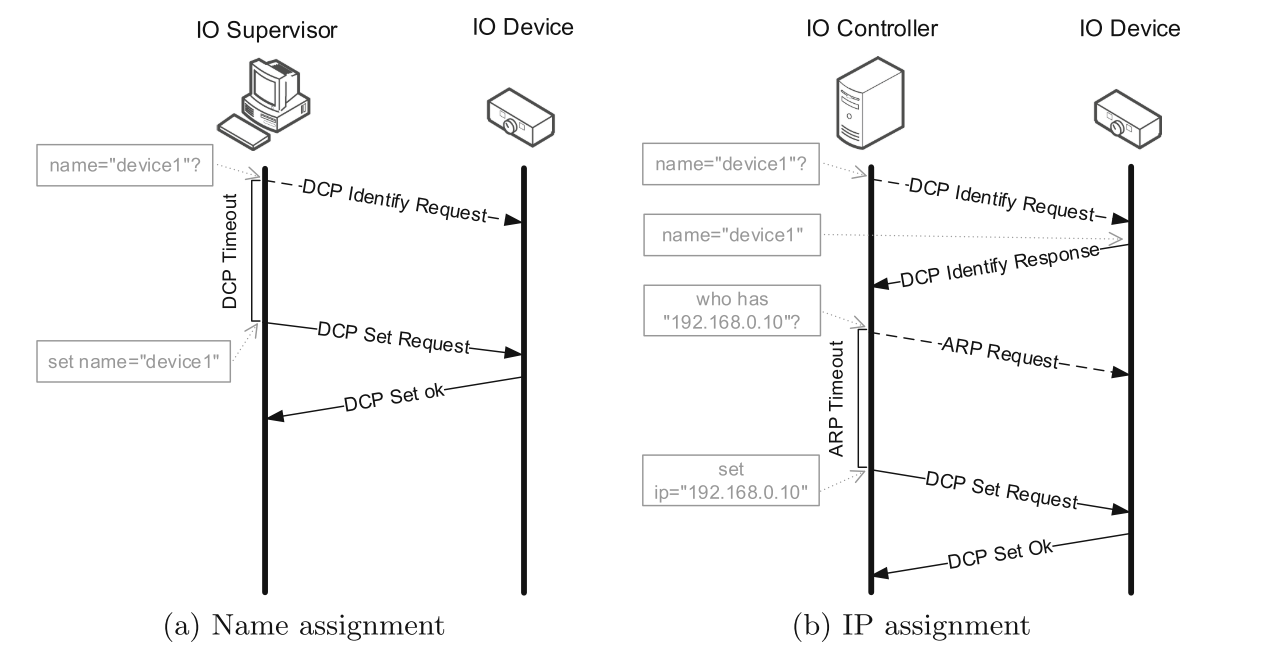 IO Supervisor
IO Device
name="device1"?
DCP Identify Request
DCP Timeout
DCP Set Request
set name="device1"
DCP Set ok
(a) Name assignment
IO Controller
IO Device
name="device1"?
DCP Identify Request
name="device1"
DCP Identify Response
who has
"192.168.0.10"?
ARP Request
ARP Timeout
set
ip="192.168.0.10"
DCP Set Request
DCP Set Ok
(b) IP assignment